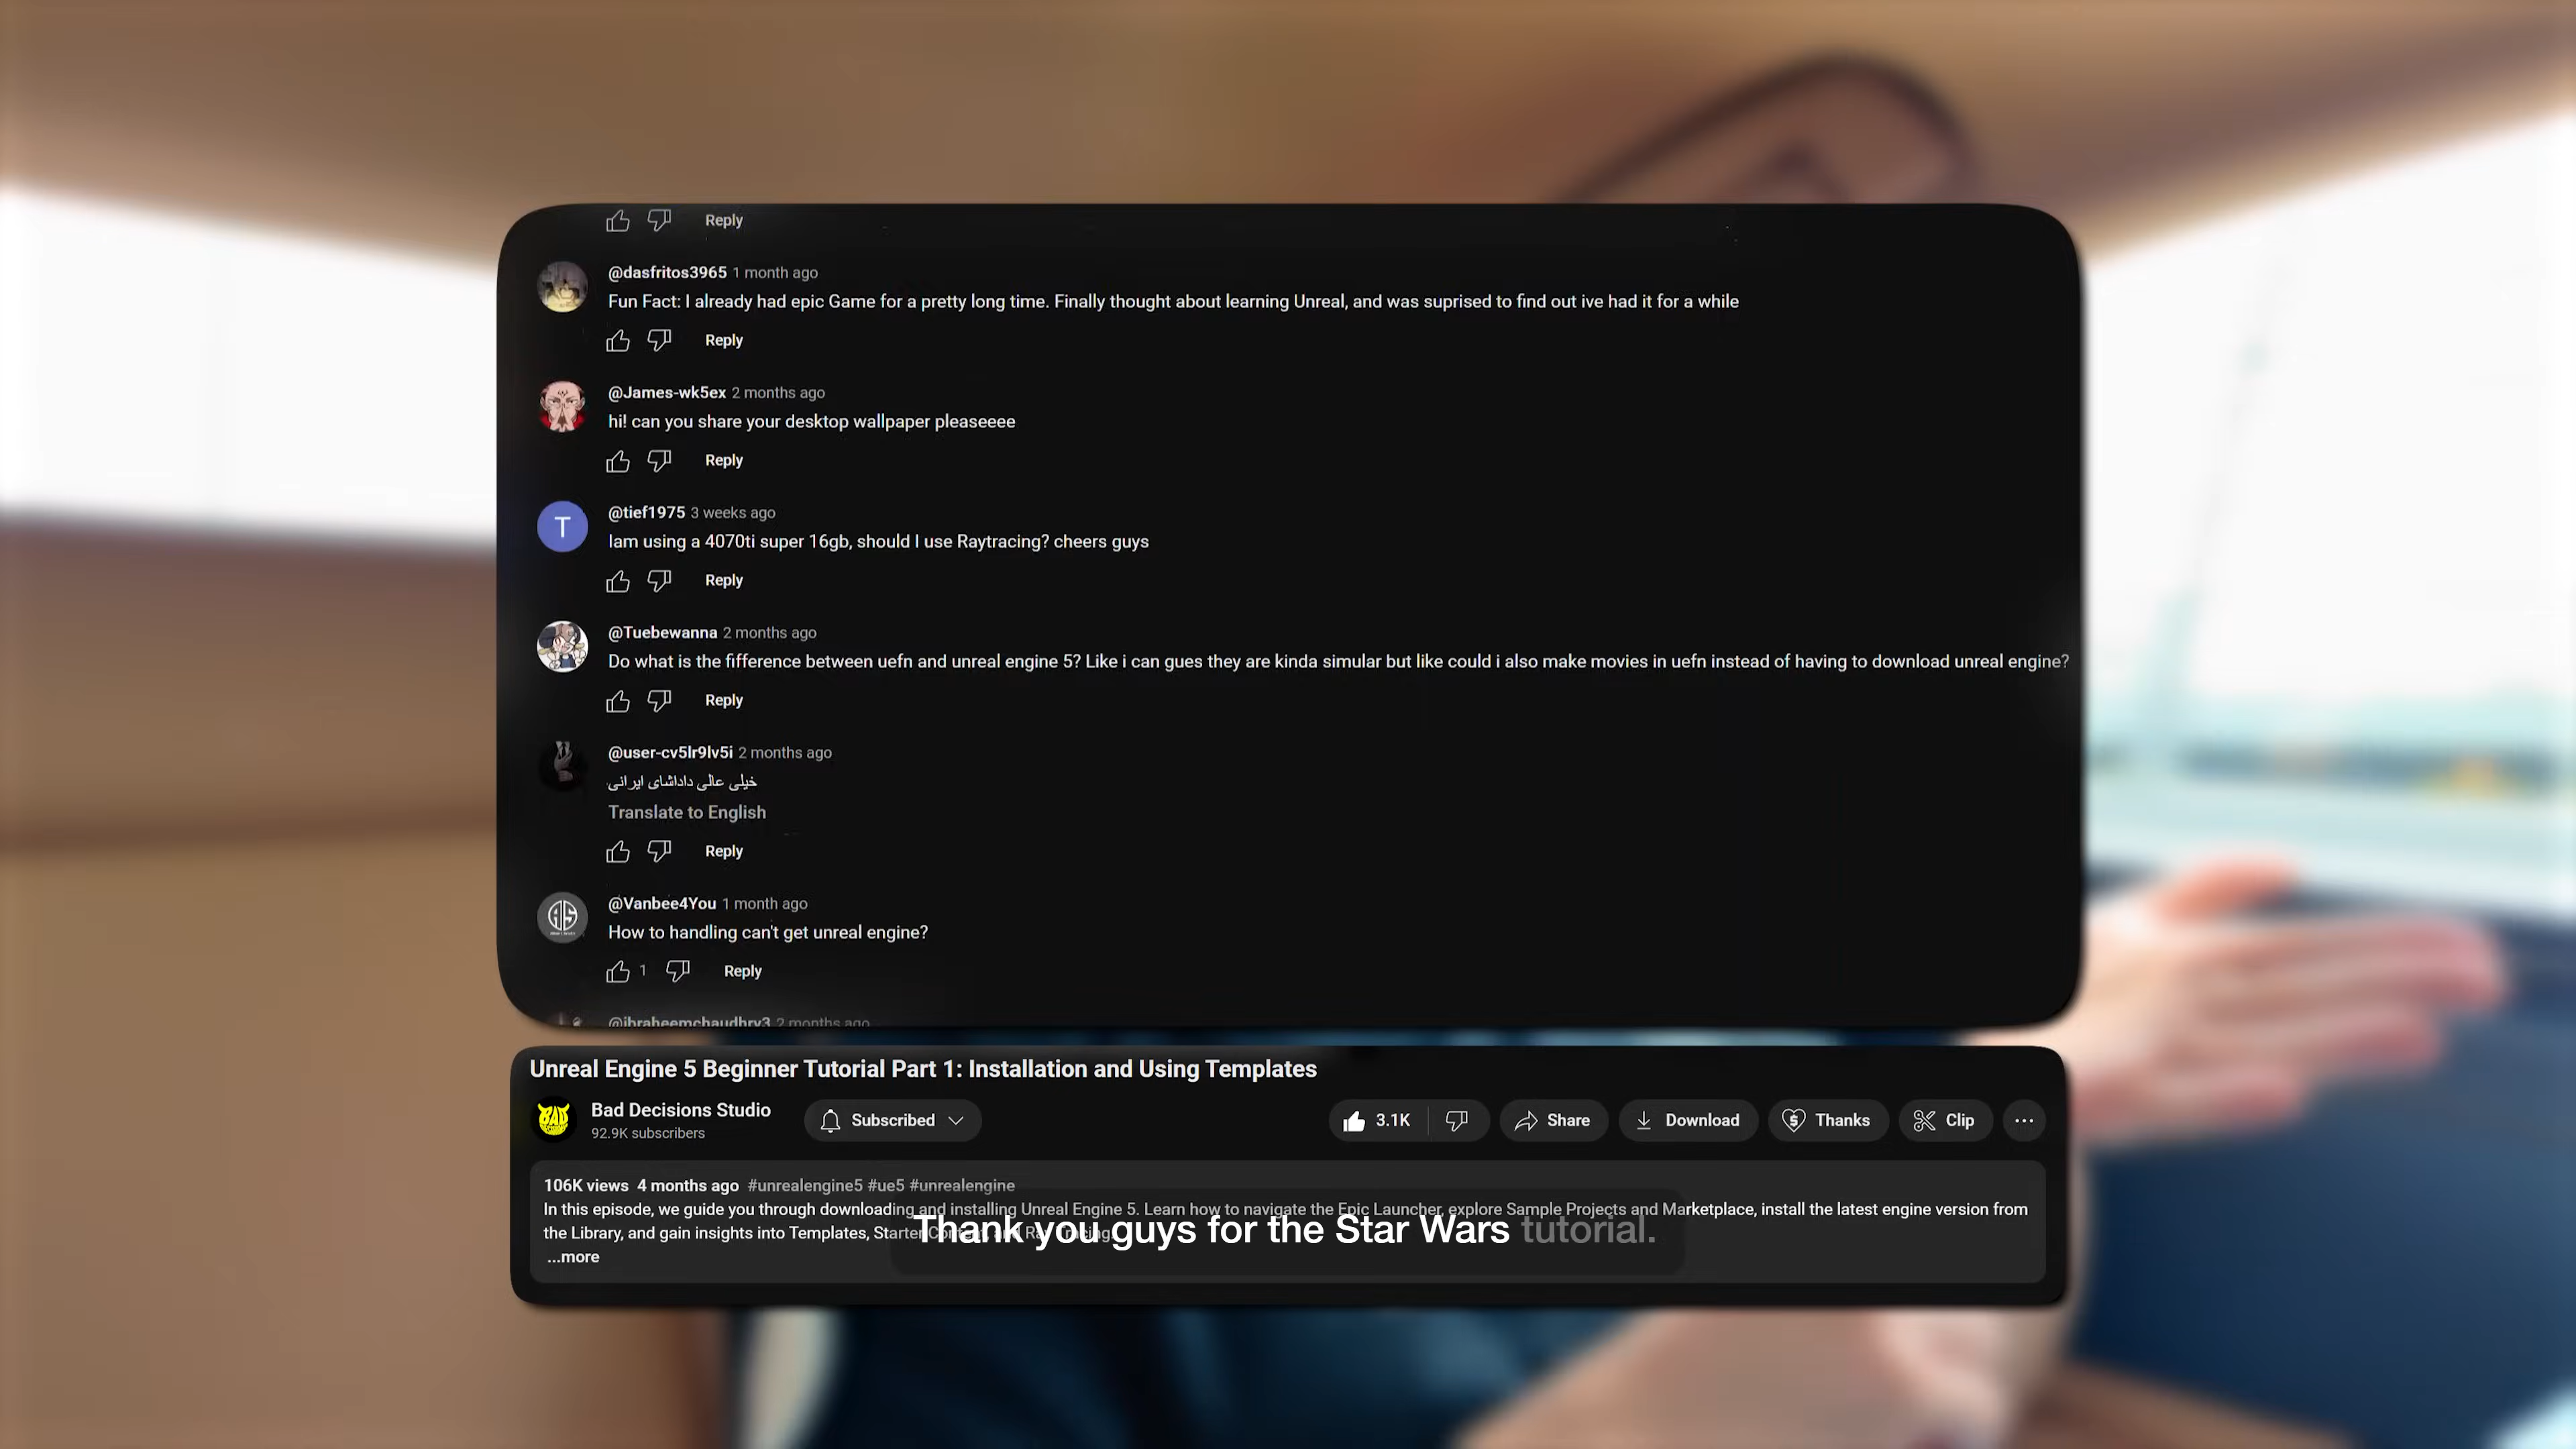 Reply
@dasfritos3965 1 month ago
Fun Fact: I already had epic Game for a pretty long time. Finally thought about learning Unreal, and was suprised to find out ive had it for a while
Reply
@James-wk5ex 2 months ago
hi! can you share your desktop wallpaper pleaseeee
Reply
T
@tief1975 3 weeks ago
Iam using a 4070ti super 16gb, should I use Raytracing? cheers guys
Reply
@Tuebewanna 2 months ago
Do what is the fifference between uefn and unreal engine 5? Like i can gues they are kinda simular but like could i also make movies in uefn instead of having to download unreal engine?
Reply
@user-cv5lr9lv5i 2 months ago
خیلی عالی داداشای ایرانی
Translate to English
Reply
@Vanbee4You 1 month ago
How to handling can't get unreal engine?
1 Reply
@ibraheemchaudhry3 2 months ago
Unreal Engine 5 Beginner Tutorial Part 1: Installation and Using Templates
Bad Decisions Studio
92.9K subscribers
Subscribed
3.1K Share Download Thanks Clip
106K views 4 months ago #unrealengine5 #ue5 #unrealengine
In this episode, we guide you through downloading and installing Unreal Engine 5. Learn how to navigate the Epic Launcher, explore Sample Projects and Marketplace, install the latest engine version from
the Library, and gain insights into Templates, Starter Content, and Ray Tracing.
...more
Thank you guys for the Star Wars tutorial.